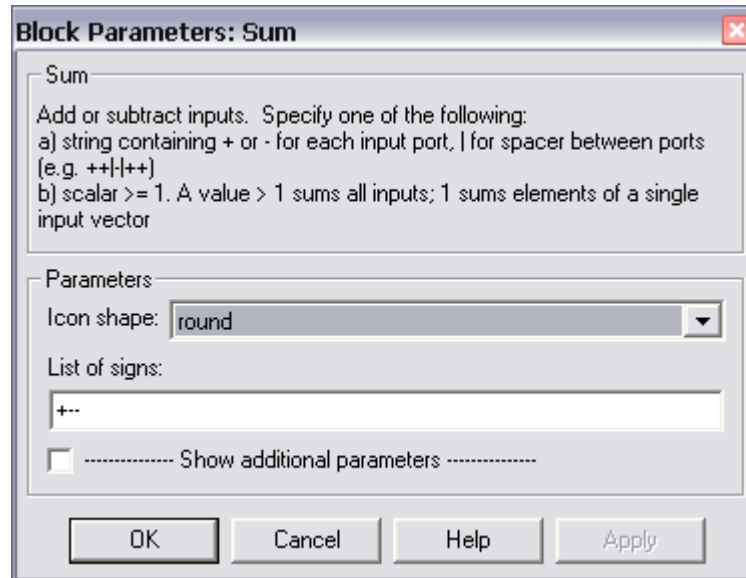 Block Parameters: Sum
Sum
Add or subtract inputs. Specify one of the following:
a) string containing + or - for each input port, | for spacer between ports
(e.g. ++|-|++)
b) scalar >= 1. A value > 1 sums all inputs; 1 sums elements of a single
input vector
Parameters
Icon shape: round
List of signs:
+--
-------------- Show additional parameters --------------
OK Cancel Help Apply